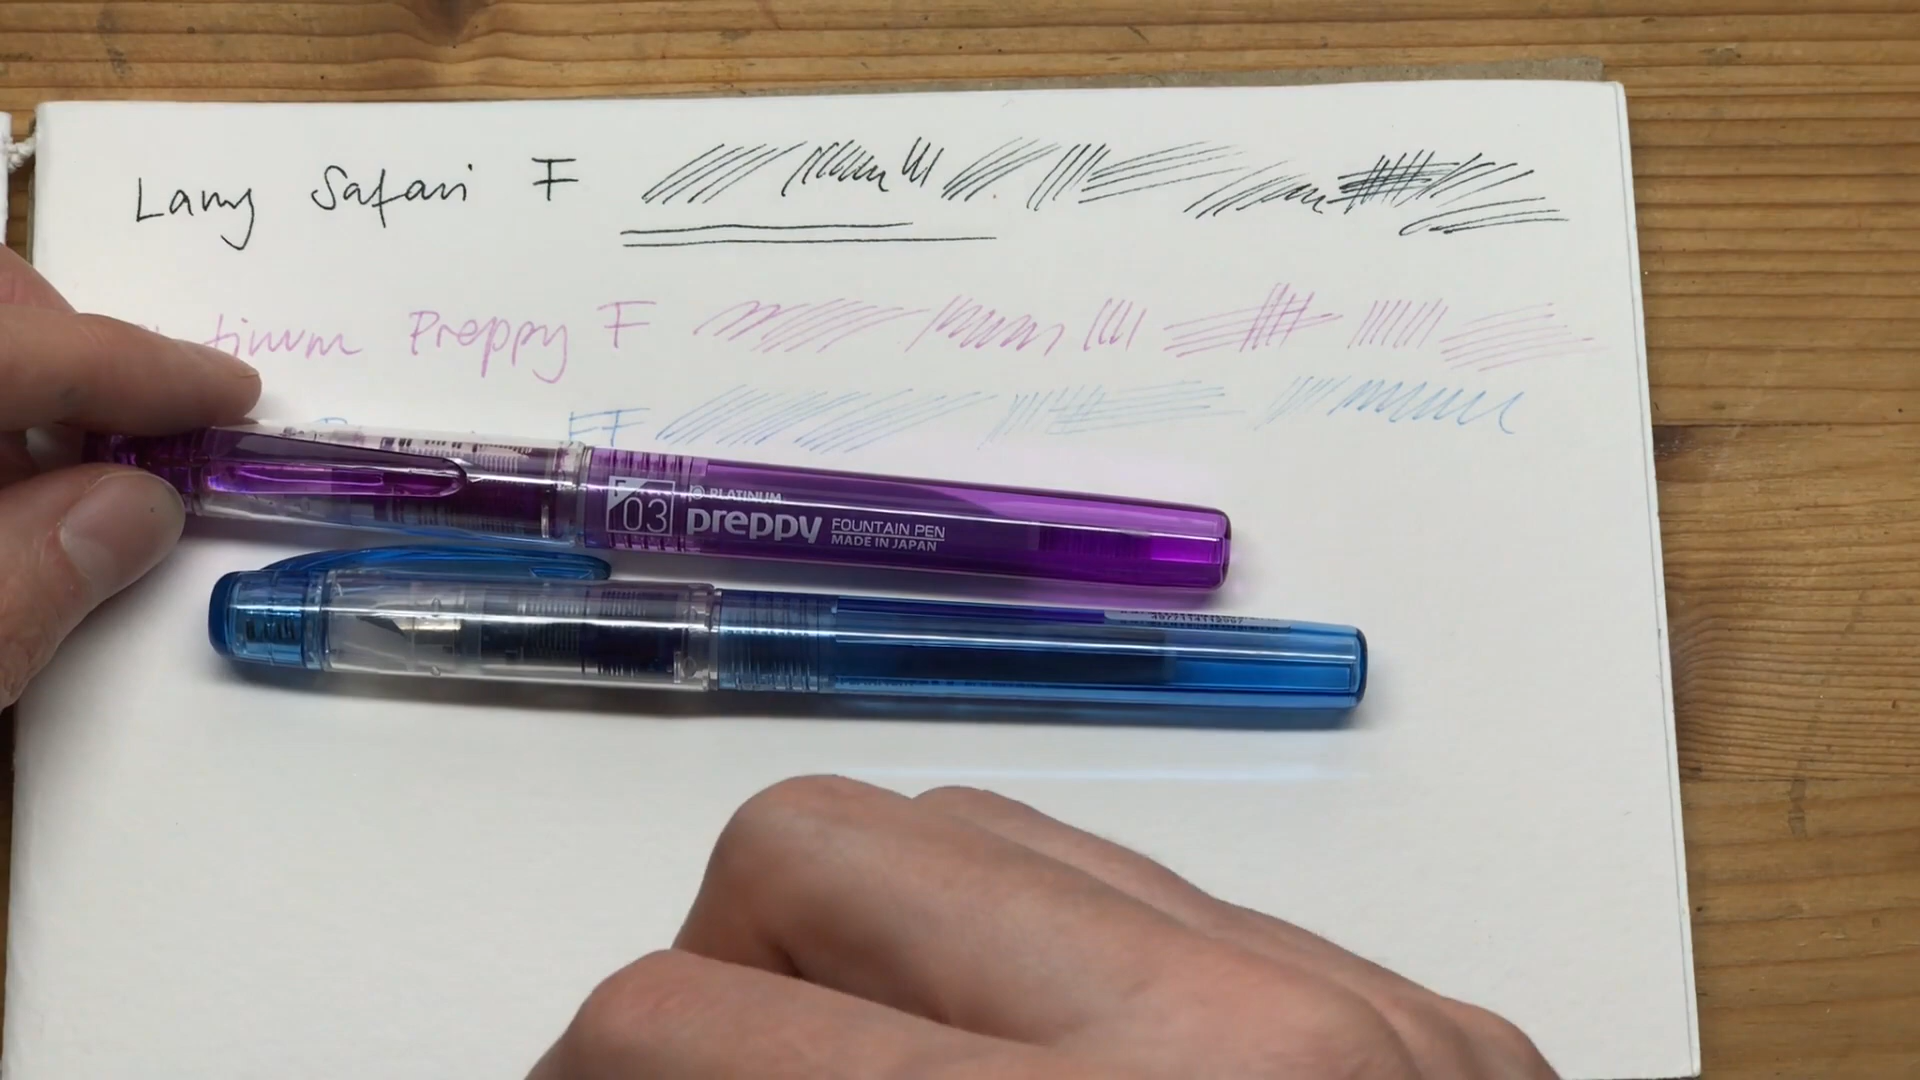 Lamy Safari F
tinum Preppy F
EF
F 03 PLATINUM
preppy FOUNTAIN PEN
MADE IN JAPAN